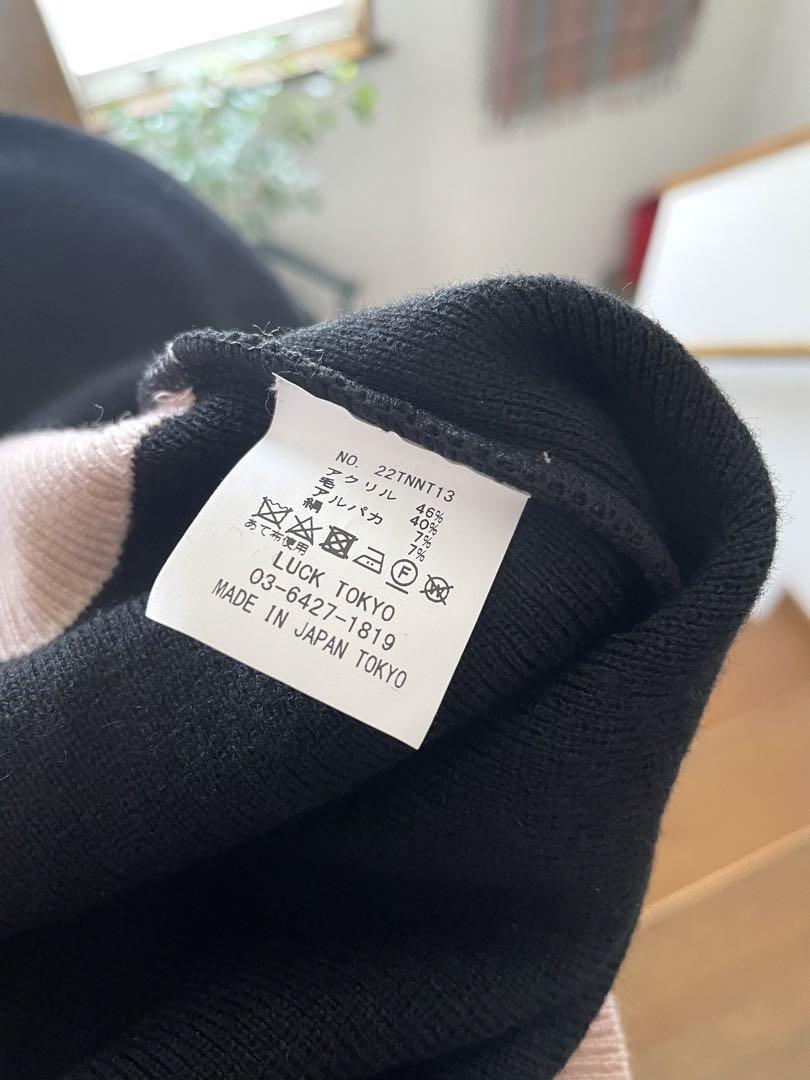 NO. 22TNNT13
アクリル 46%
毛 40%
アルパカ 7%
絹 7%
あて布使用
F
W
LUCK TOKYO
03-6427-1819
MADE IN JAPAN TOKYO